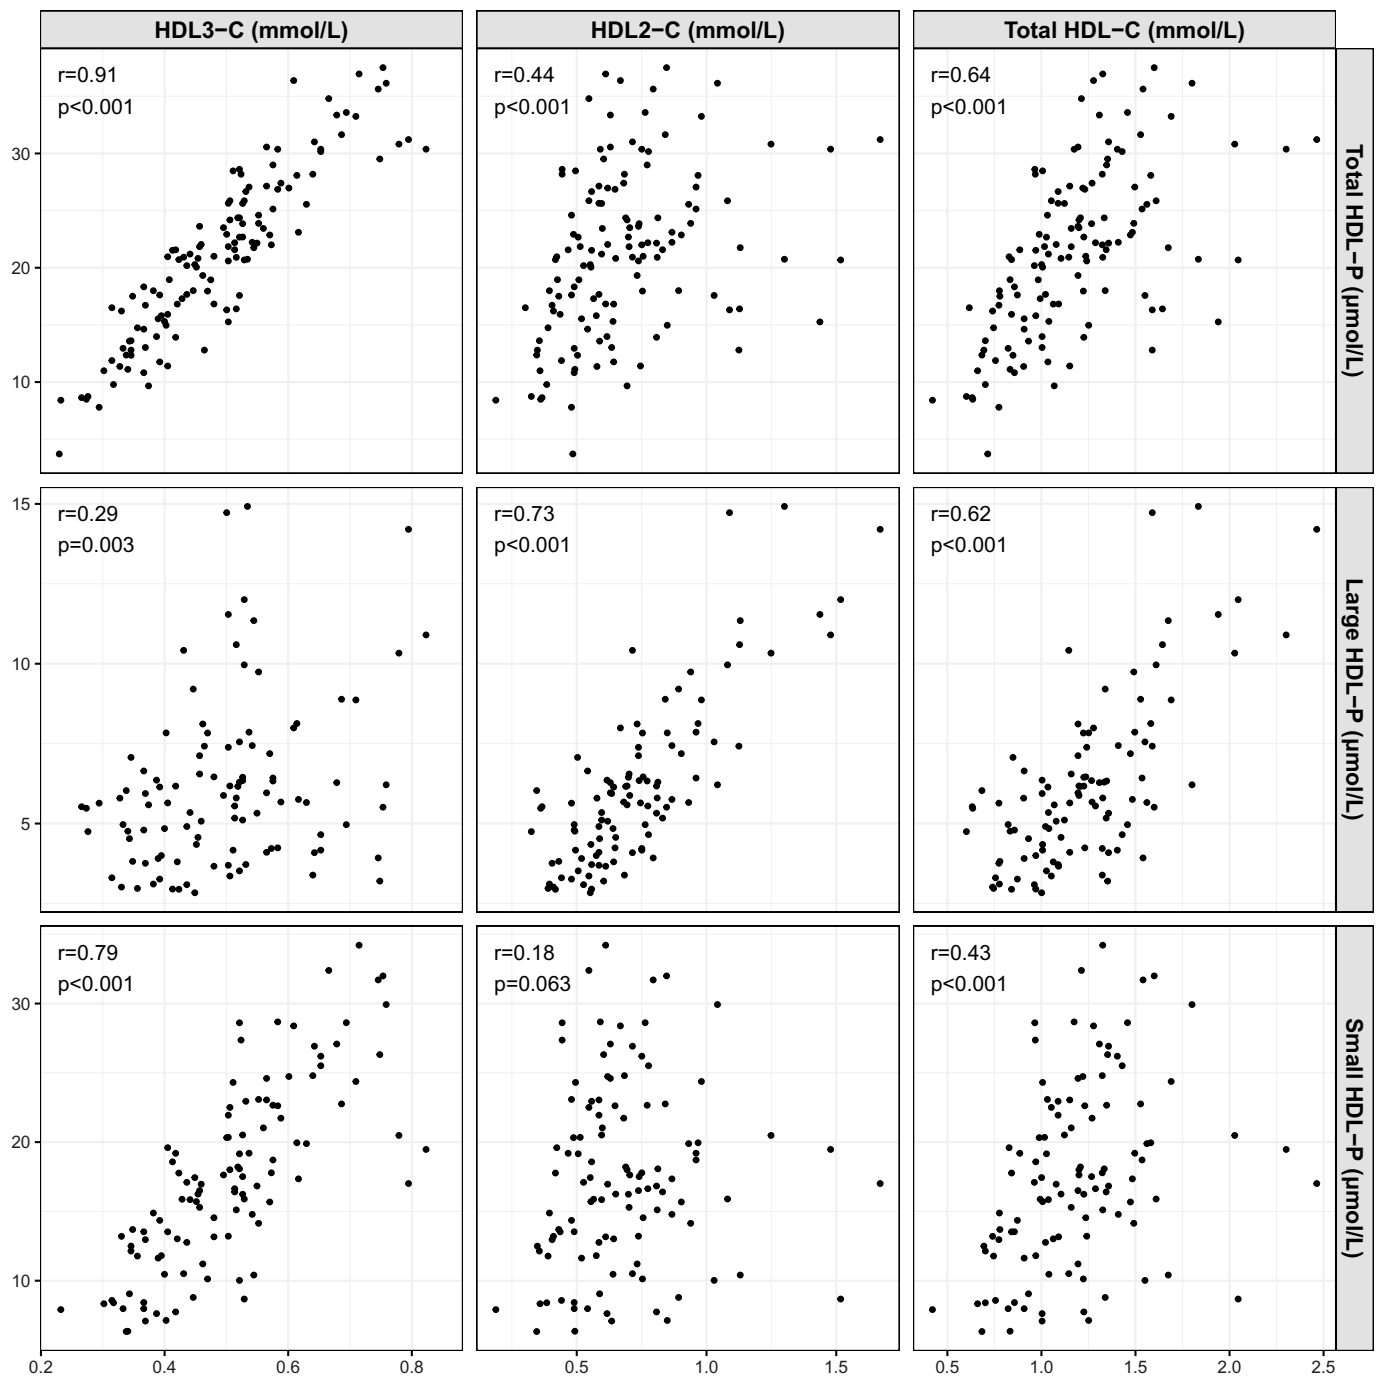 HDL3−C (mmol/L)
HDL2−C (mmol/L)
Total HDL−C (mmol/L)
r=0.91
p<0.001
r=0.44
p<0.001
r=0.64
p<0.001
30
20
10
Total HDL−P (μmol/L)
r=0.29
p=0.003
r=0.73
p<0.001
r=0.62
p<0.001
15
10
5
Large HDL−P (μmol/L)
r=0.79
p<0.001
r=0.18
p=0.063
r=0.43
p<0.001
30
20
10
Small HDL−P (μmol/L)
0.2 0.4 0.6 0.8
0.5 1.0 1.5
0.5 1.0 1.5 2.0 2.5